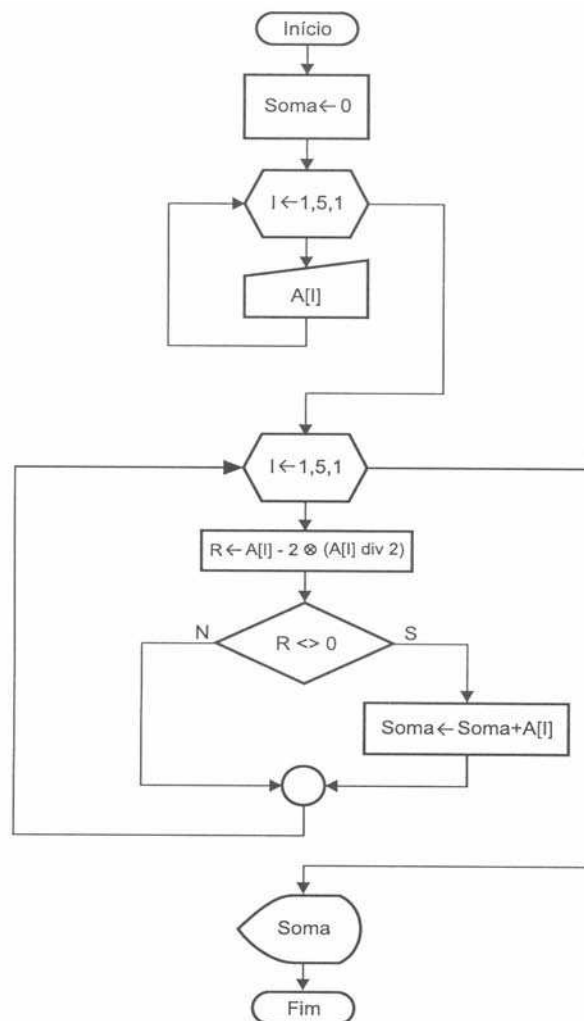 Início
Soma ← 0
I ← 1,5,1
A[I]
I ← 1,5,1
R ← A[I] - 2 ⊗ (A[I] div 2)
N
R <> 0
S
Soma ← Soma+A[I]
Soma
Fim